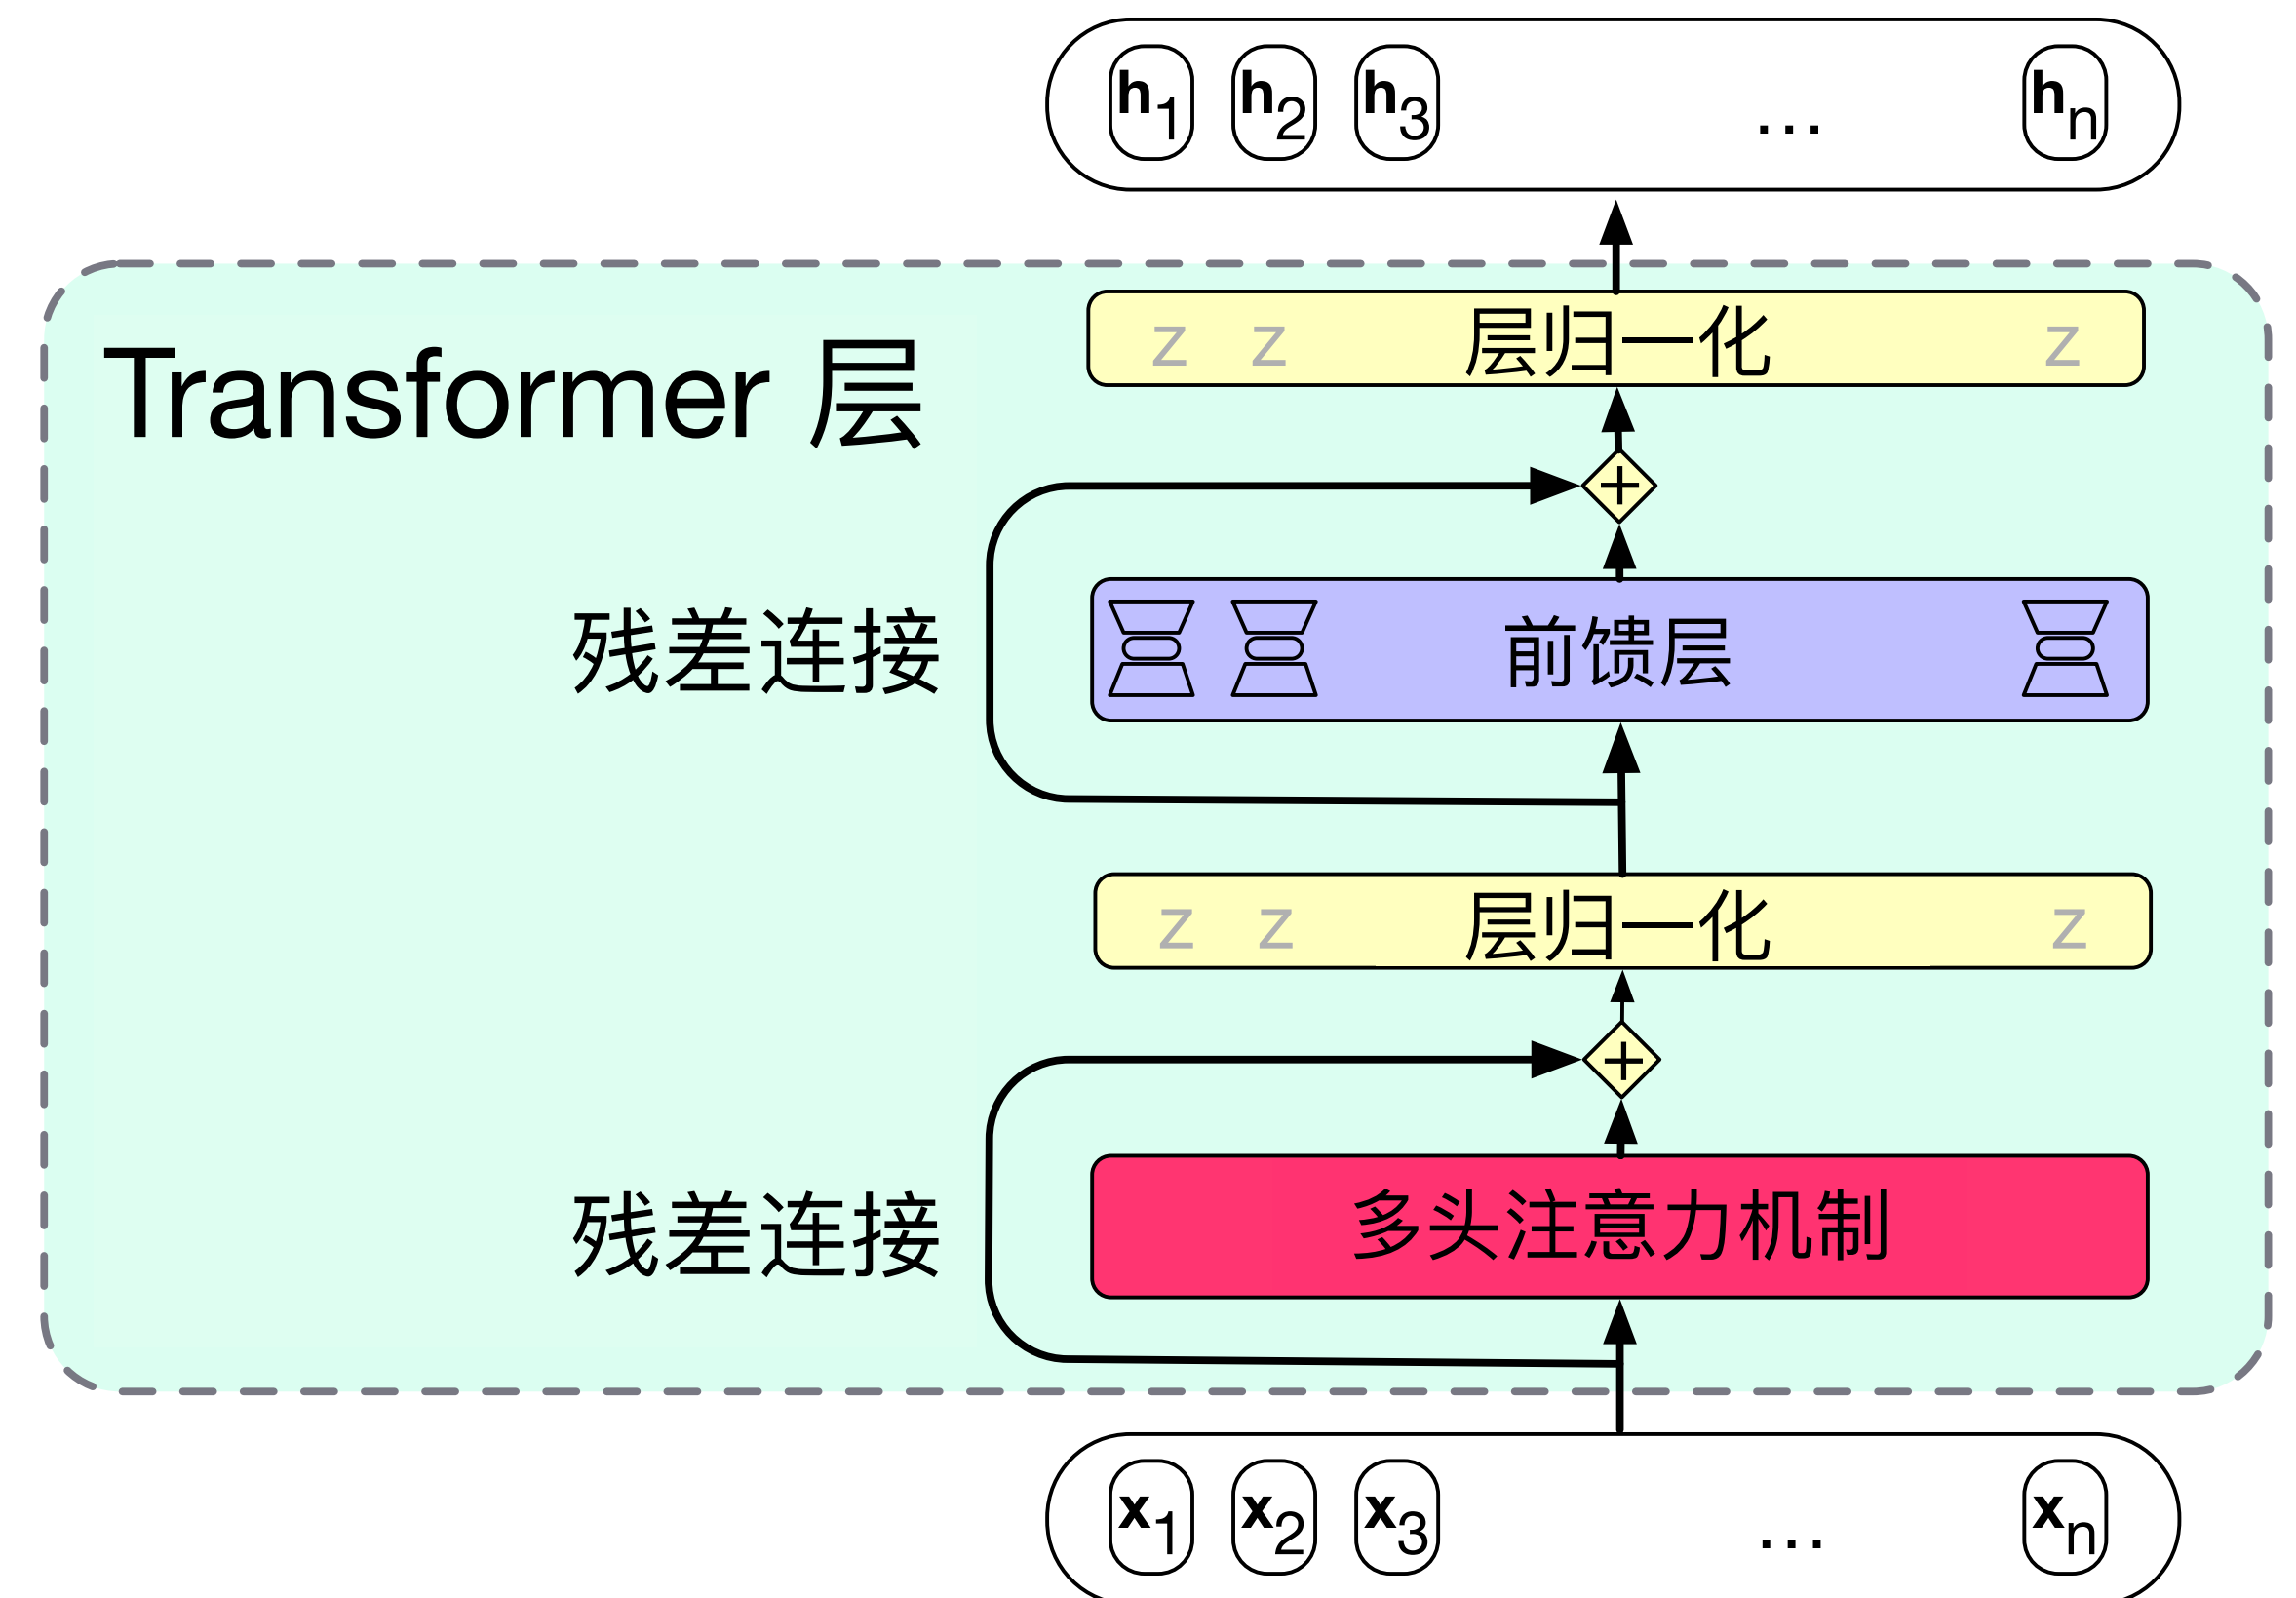 h1 h2 h3 ... hn
Transformer 层
z z 层归一化 z
+
残差连接
前馈层
z z 层归一化 z
+
残差连接
多头注意力机制
x1 x2 x3 ... xn